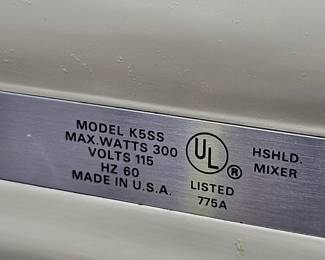 MODEL K5SS
MAX.WATTS 300
VOLTS 115
HZ 60
MADE IN U.S.A.
UL ®
LISTED
775A
HSHLD.
MIXER